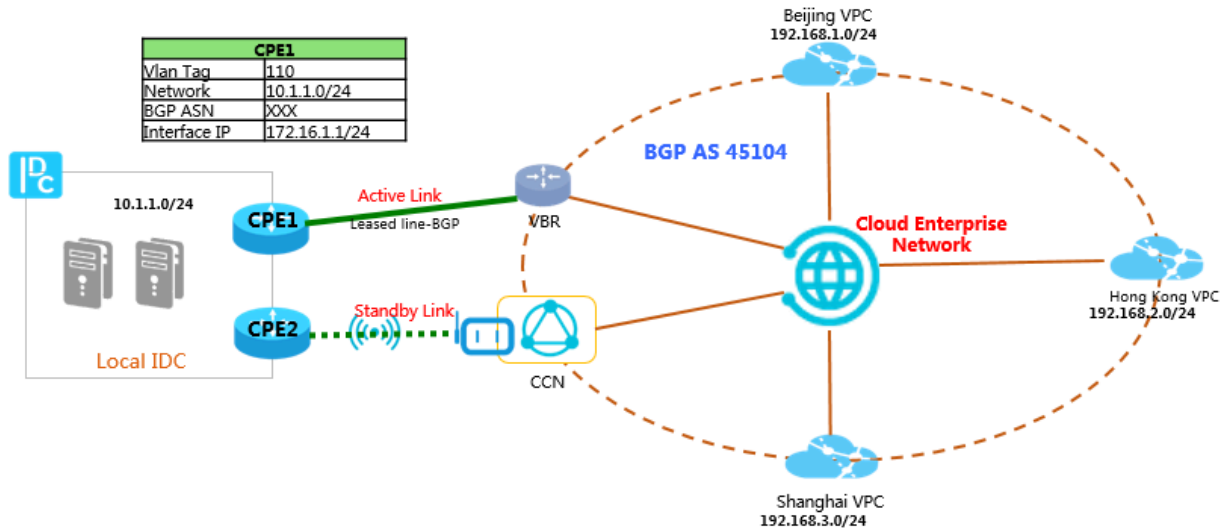 Beijing VPC
192.168.1.0/24
CPE1
Vlan Tag 110
Network 10.1.1.0/24
BGP ASN XXX
Interface IP 172.16.1.1/24
BGP AS 45104
IDC
10.1.1.0/24
CPE1
Active Link
Leased line-BGP
VBR
Cloud Enterprise
Network
Hong Kong VPC
192.168.2.0/24
CPE2
Standby Link
Local IDC
CCN
Shanghai VPC
192.168.3.0/24